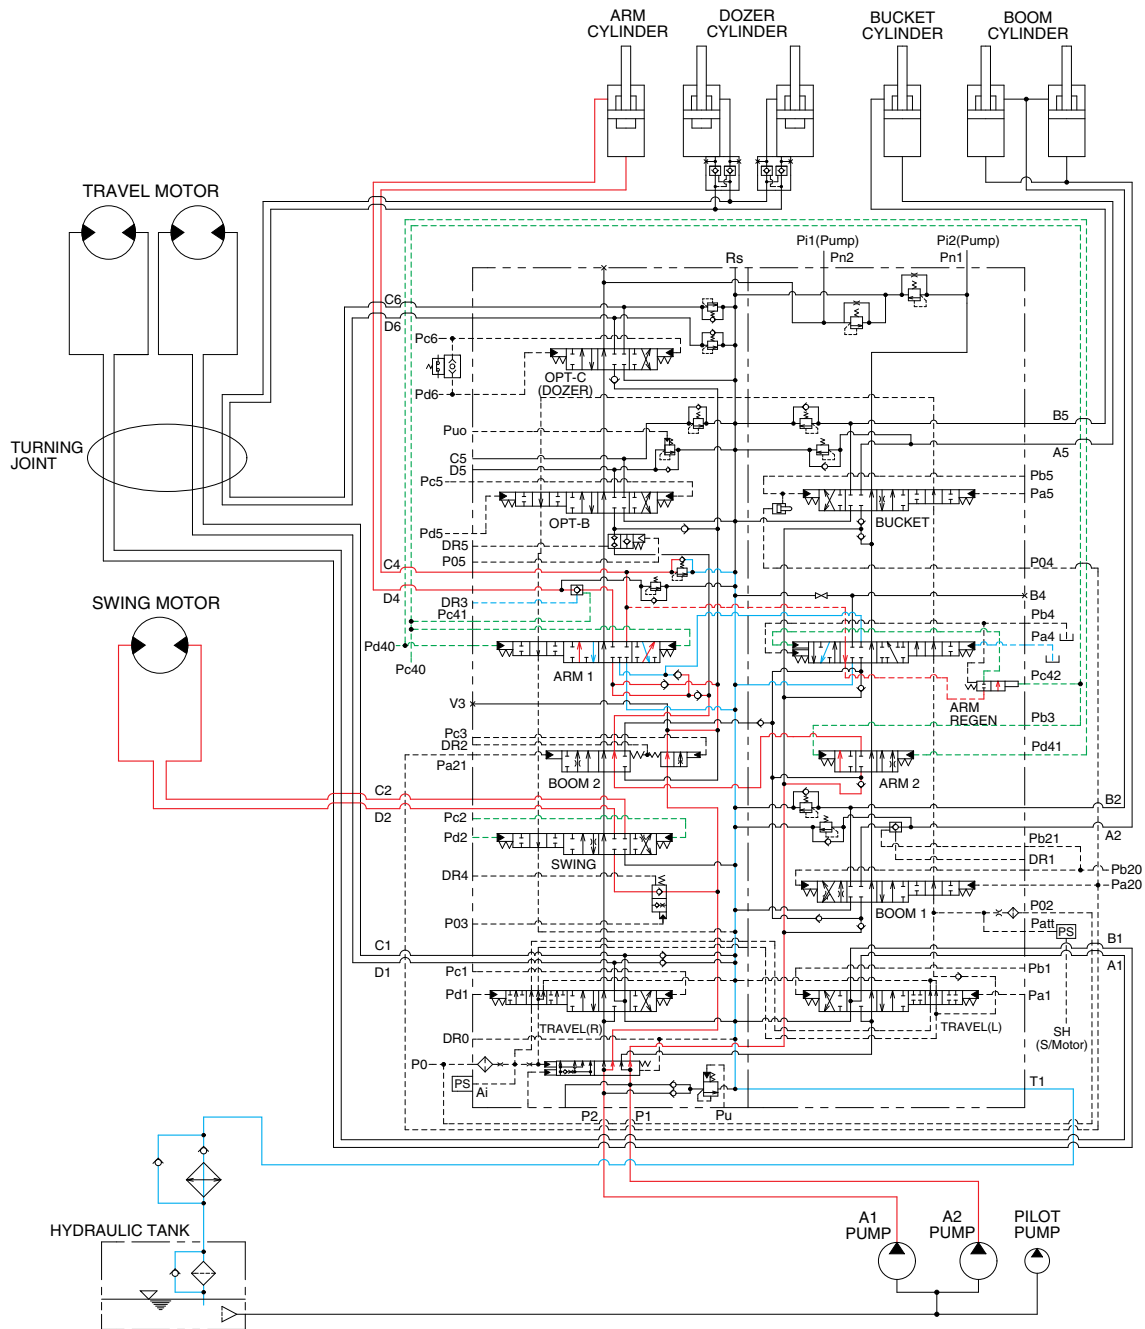 ARM
CYLINDER
DOZER
CYLINDER
BUCKET
CYLINDER
BOOM
CYLINDER
TRAVEL MOTOR
Pi1(Pump)
Pn2
Pi2(Pump)
Pn1
Rs
C6
D6
Pc6
Pd6
OPT-C
(DOZER)
Puo
C5
D5
Pc5
Pd5
OPT-B
DR5
P05
B5
A5
Pb5
Pa5
BUCKET
P04
TURNING
JOINT
C4
D4
DR3
Pc41
Pd40
Pc40
ARM 1
B4
Pb4
Pa4
Pc42
ARM
REGEN
SWING MOTOR
V3
Pc3
DR2
Pa21
BOOM 2
Pb3
Pd41
ARM 2
C2
D2
Pc2
Pd2
SWING
DR4
P03
B2
A2
Pb21
DR1
Pb20
Pa20
BOOM 1
P02
Patt
PS
C1
D1
Pc1
Pd1
TRAVEL(R)
DR0
P0
PS
Ai
B1
A1
Pb1
Pa1
TRAVEL(L)
SH
(S/Motor)
T1
P2
P1
Pu
HYDRAULIC TANK
A1
PUMP
A2
PUMP
PILOT
PUMP